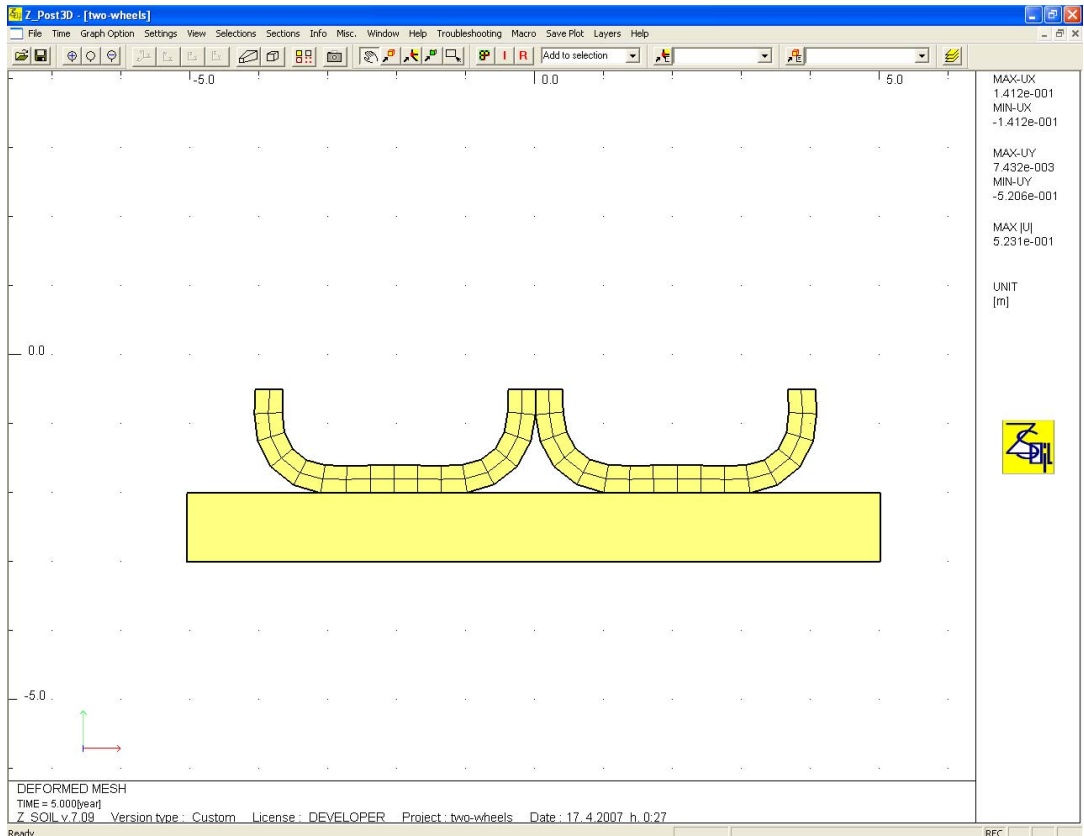 Z_Post3D - [two-wheels]
File Time Graph Option Settings View Selections Sections Info Misc. Window Help Troubleshooting Macro Save Plot Layers Help
I R Add to selection
-5.0 0.0 5.0
MAX-UX
1.412e-001
MIN-UX
-1.412e-001
MAX-UY
7.432e-003
MIN-UY
-5.206e-001
MAX |U|
5.231e-001
UNIT
[m]
0.0
ZSoil
-5.0
DEFORMED MESH
TIME = 5.000[year]
Z_SOIL v.7.09 Version type : Custom License : DEVELOPER Project : two-wheels Date : 17. 4.2007 h. 0:27
Ready REC